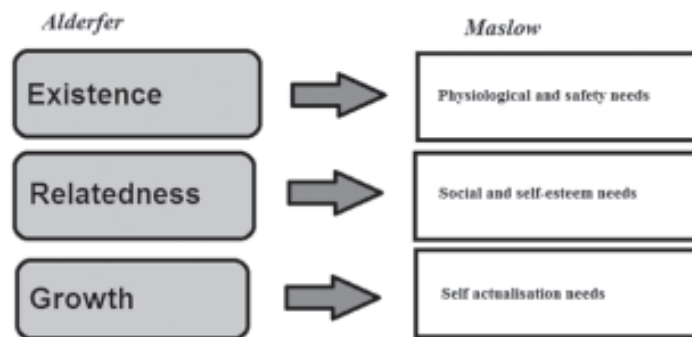 Alderfer
Maslow
Existence
Physiological and safety needs
Relatedness
Social and self-esteem needs
Growth
Self actualisation needs